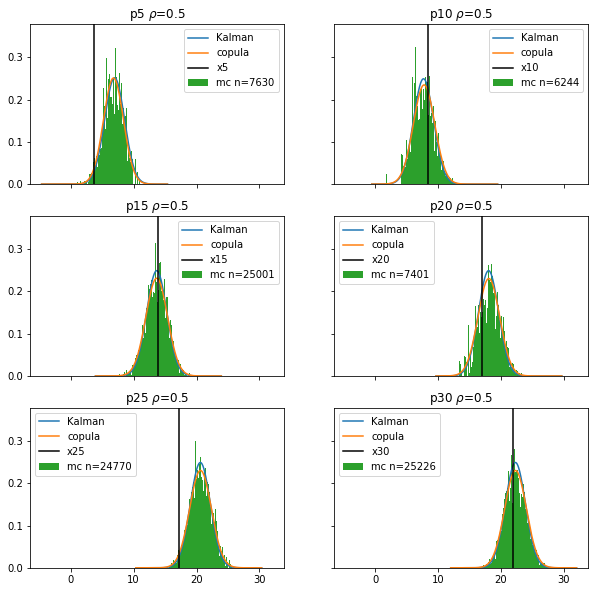 p5 ρ=0.5
Kalman
copula
x5
mc n=7630
0.3
0.2
0.1
0.0
p10 ρ=0.5
Kalman
copula
x10
mc n=6244
p15 ρ=0.5
Kalman
copula
x15
mc n=25001
0.3
0.2
0.1
0.0
p20 ρ=0.5
Kalman
copula
x20
mc n=7401
p25 ρ=0.5
Kalman
copula
x25
mc n=24770
0.3
0.2
0.1
0.0
0 10 20 30
p30 ρ=0.5
Kalman
copula
x30
mc n=25226
0 10 20 30